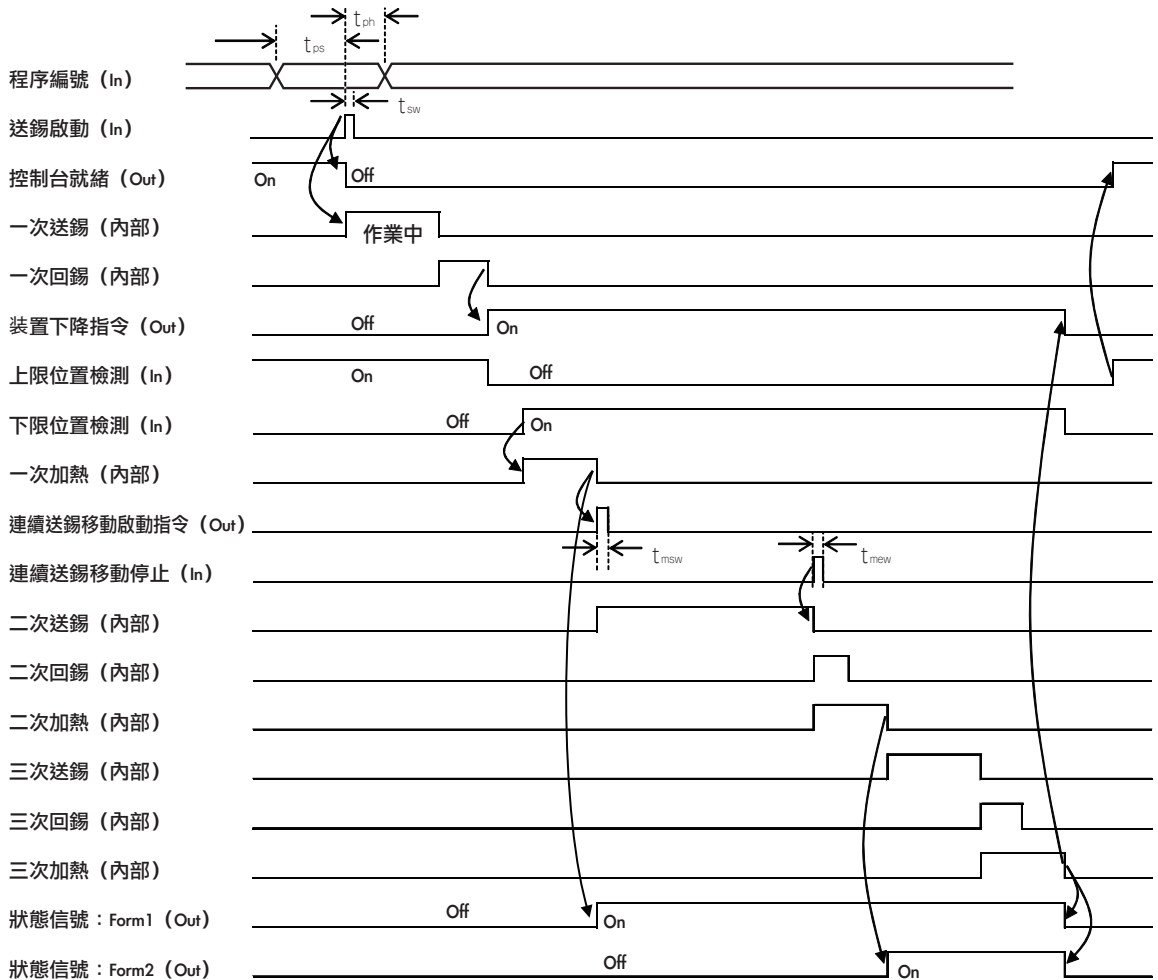 tph
tps
程序編號（In）
tsw
送錫啟動（In）
控制台就緒（Out） On Off
一次送錫（內部） 作業中
一次回錫（內部）
裝置下降指令（Out） Off On
上限位置檢測（In） On Off
下限位置檢測（In） Off On
一次加熱（內部）
連續送錫移動啟動指令（Out）
tmsw tmew
連續送錫移動停止（In）
二次送錫（內部）
二次回錫（內部）
二次加熱（內部）
三次送錫（內部）
三次回錫（內部）
三次加熱（內部）
狀態信號：Form1（Out） Off On
狀態信號：Form2（Out） Off On